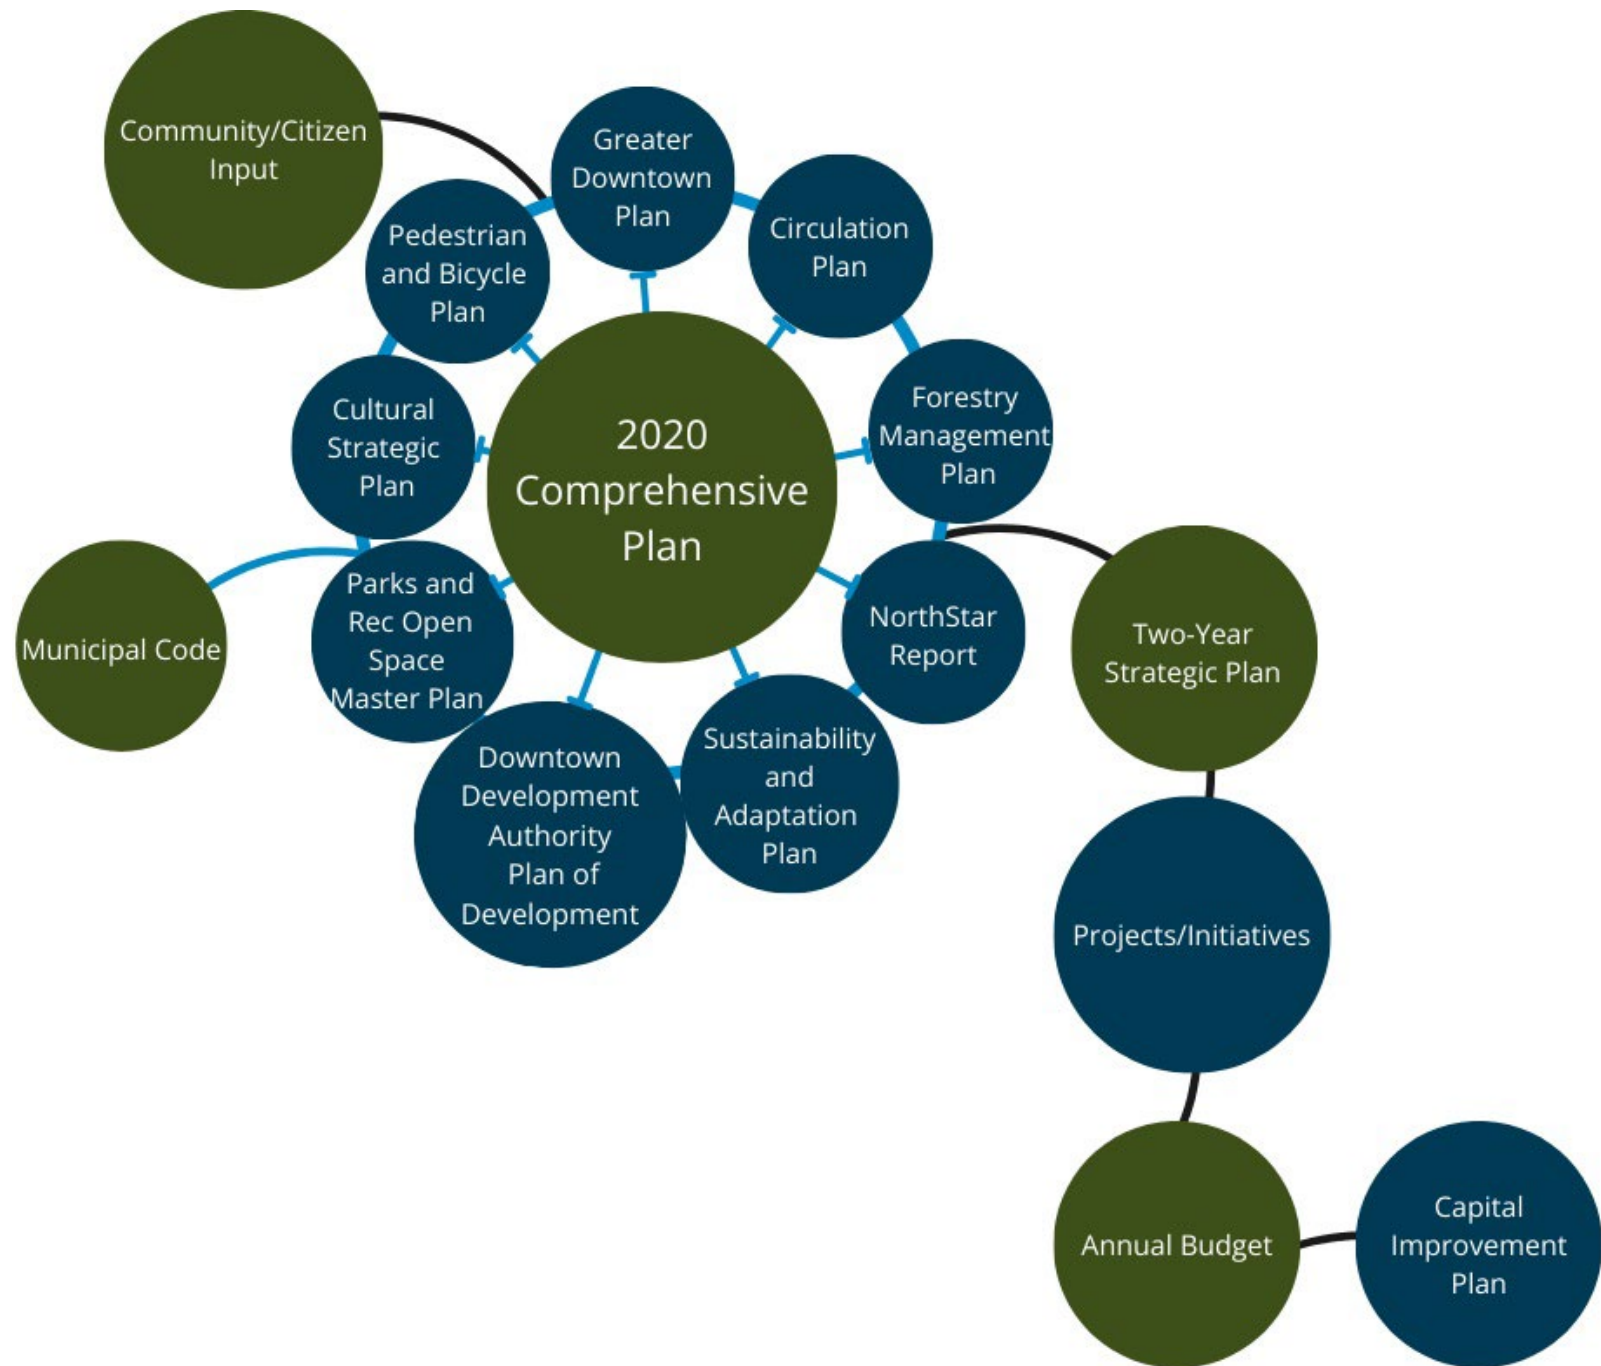 Community/Citizen
Input
Greater
Downtown
Plan
Circulation
Plan
Pedestrian
and Bicycle
Plan
Forestry
Management
Plan
Cultural
Strategic
Plan
2020
Comprehensive
Plan
Municipal Code
Parks and
Rec Open
Space
Master Plan
NorthStar
Report
Two-Year
Strategic Plan
Downtown
Development
Authority
Plan of
Development
Sustainability
and
Adaptation
Plan
Projects/Initiatives
Annual Budget
Capital
Improvement
Plan